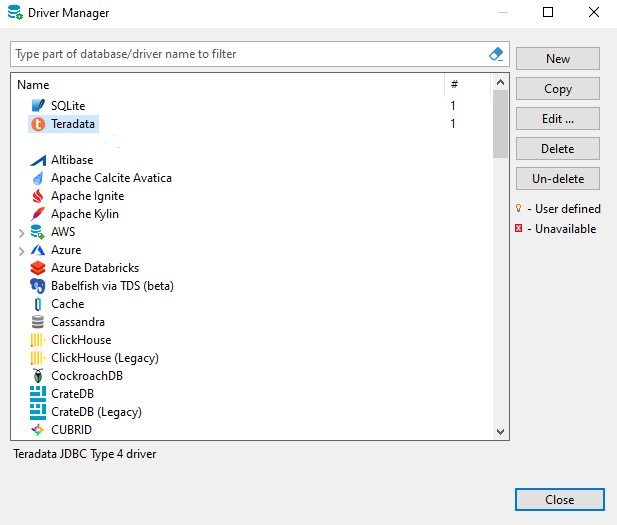 Driver Manager
Type part of database/driver name to filter
New
Name #
Copy
SQLite 1
Teradata 1
Edit ...
Delete
Altibase
Apache Calcite Avatica
Un-delete
Apache Ignite
Apache Kylin
- User defined
AWS
- Unavailable
Azure
Azure Databricks
Babelfish via TDS (beta)
Cache
Cassandra
ClickHouse
ClickHouse (Legacy)
CockroachDB
CrateDB
CrateDB (Legacy)
CUBRID
Teradata JDBC Type 4 driver
Close